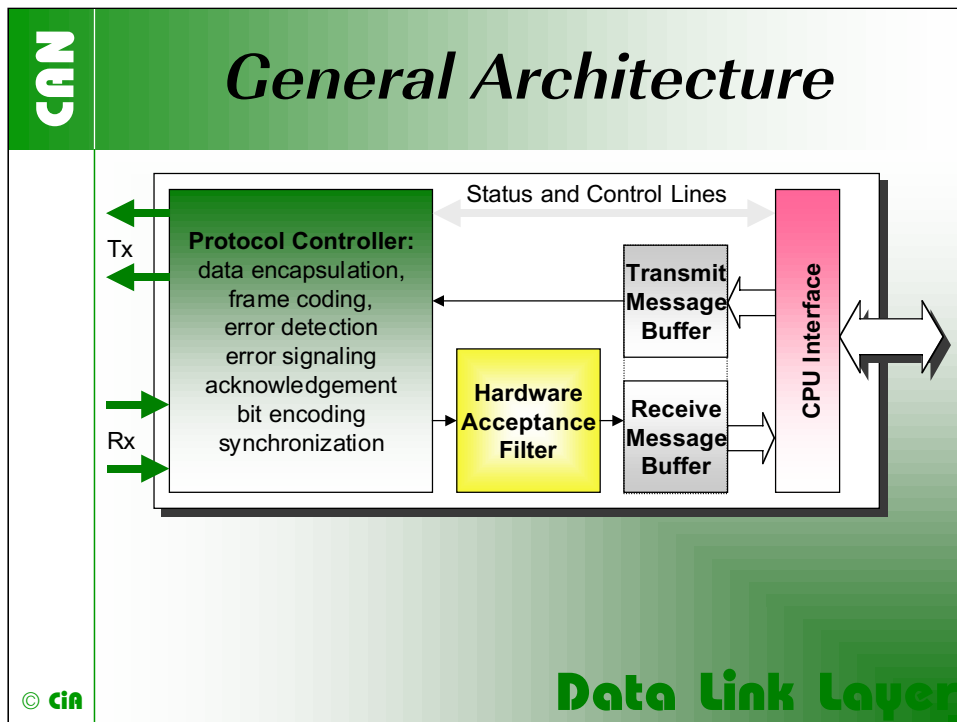 CAN
General Architecture
Status and Control Lines
Tx
Rx
Protocol Controller:
data encapsulation,
frame coding,
error detection
error signaling
acknowledgement
bit encoding
synchronization
Hardware
Acceptance
Filter
Transmit
Message
Buffer
Receive
Message
Buffer
CPU Interface
© CiA
Data Link Layer